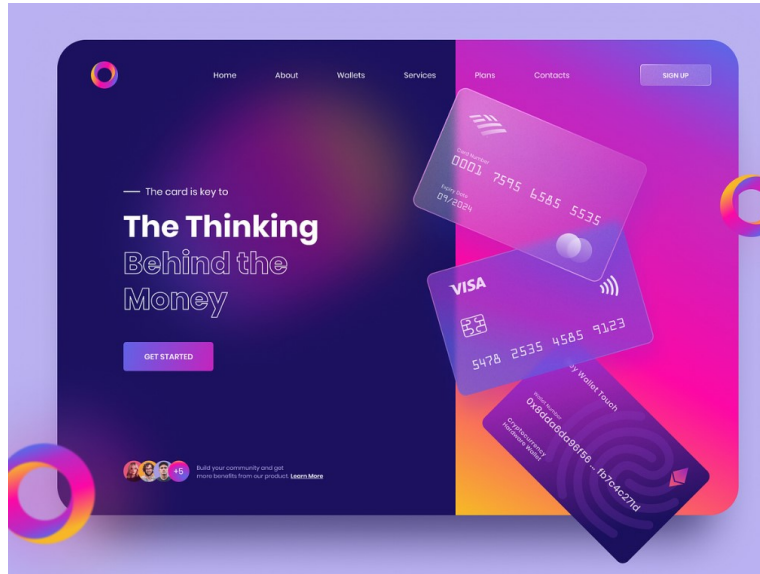 Home
About
Wallets
Services
Plans
Contacts
SIGN UP
The card is key to
The Thinking
Behind the
Money
GET STARTED
+5
Build your community and get
more benefits from our product. Learn More
Card Number
0001 7595 6585 5535
Expiry Date
09/2024
VISA
5478 2535 4585 9123
y Wallet Touch
Wallet Number
0x8dda6da96f56 ... fb7c4c271d
Cryptocurrency
Hardware Wallet